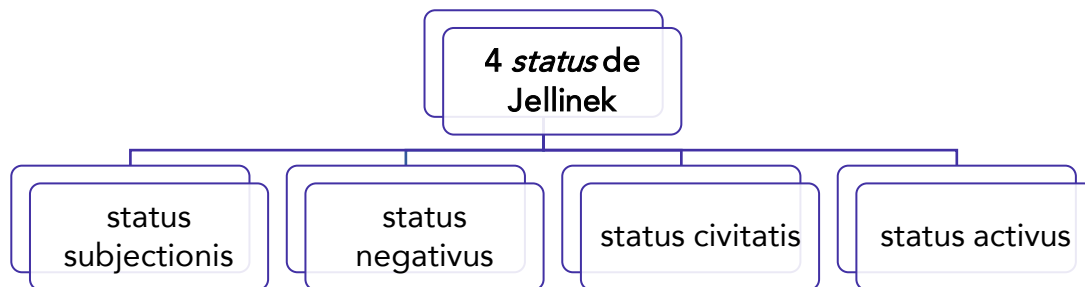 4 status de
Jellinek
status
subjectionis
status
negativus
status civitatis
status activus